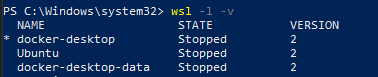 PS C:\Windows\system32> wsl -l -v
  NAME                   STATE           VERSION
* docker-desktop         Stopped         2
  Ubuntu                 Stopped         2
  docker-desktop-data    Stopped         2